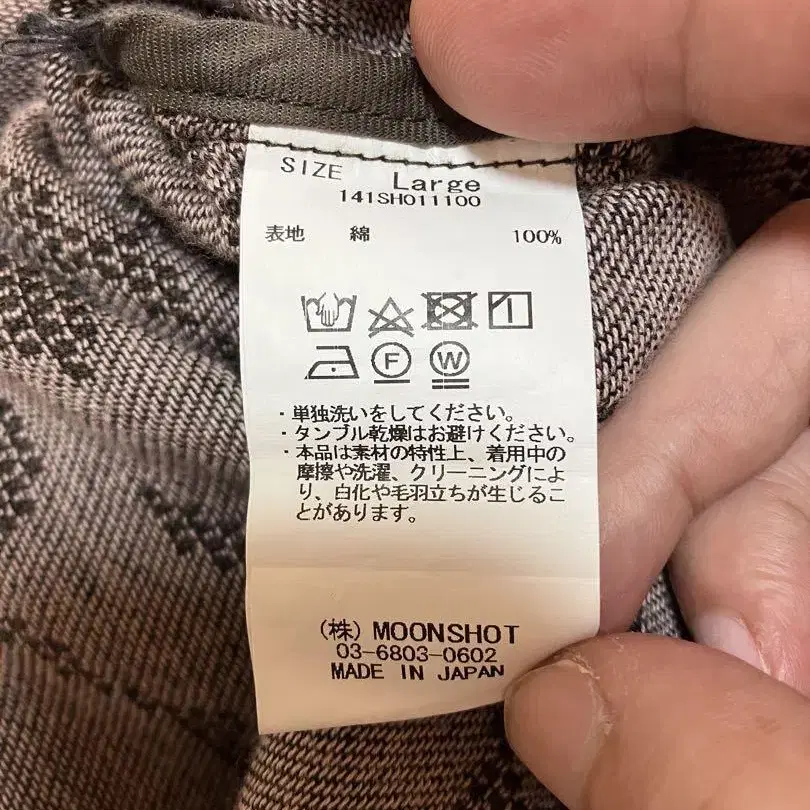 SIZE Large
141SH011100
表地 綿 100%
F W
・単独洗いをしてください。
・タンブル乾燥はお避けください。
・本品は素材の特性上、着用中の
摩擦や洗濯、クリーニングによ
り、白化や毛羽立ちが生じるこ
とがあります。
(株) MOONSHOT
03-6803-0602
MADE IN JAPAN